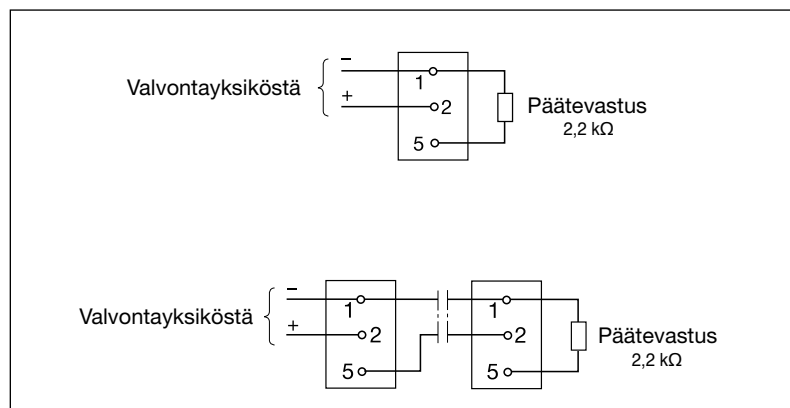 −
Valvontayksiköstä
+
1
2
5
Päätevastus
2,2 kΩ
−
Valvontayksiköstä
+
1
2
5
1
2
5
Päätevastus
2,2 kΩ